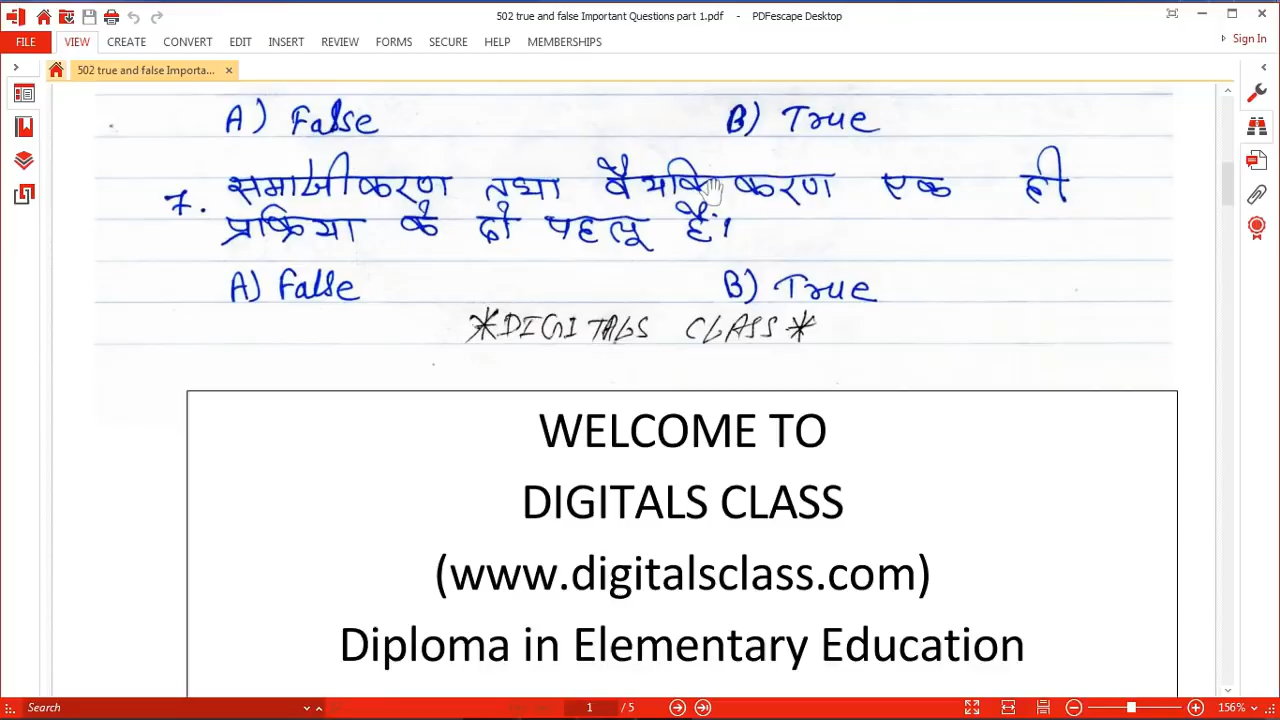 502 true and false Important Questions part 1.pdf - PDFescape Desktop
FILE VIEW CREATE CONVERT EDIT INSERT REVIEW FORMS SECURE HELP MEMBERSHIPS Sign In
502 true and false Importa...
A) False B) True
7. समाजीकरण तथा वैयक्तिकरण एक ही
प्रक्रिया के दो पहलू हैं।
A) False B) True
*DIGITALS CLASS*
WELCOME TO
DIGITALS CLASS
(www.digitalsclass.com)
Diploma in Elementary Education
Search 1 / 5 156%